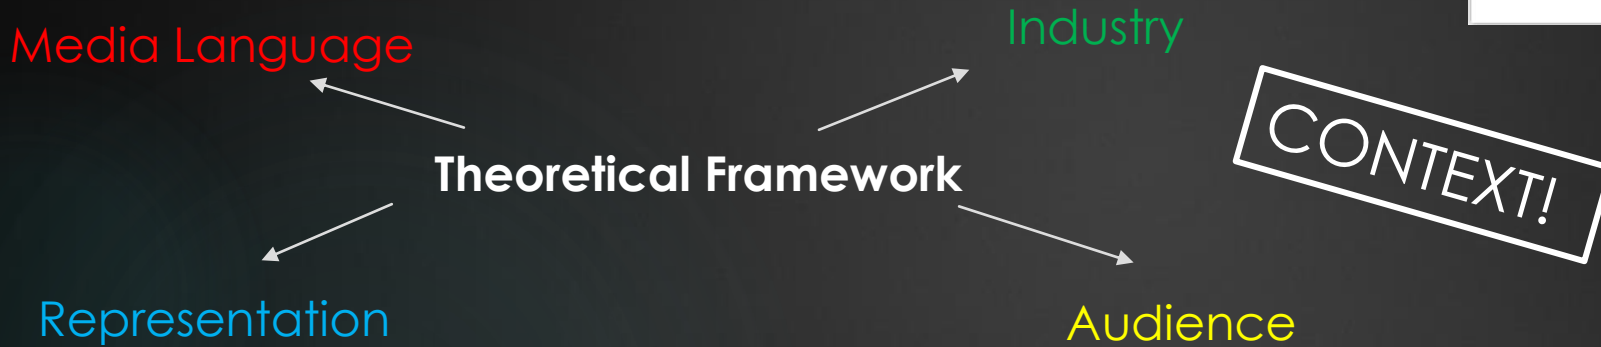 Media Language
Industry
CONTEXT!
Theoretical Framework
Representation
Audience